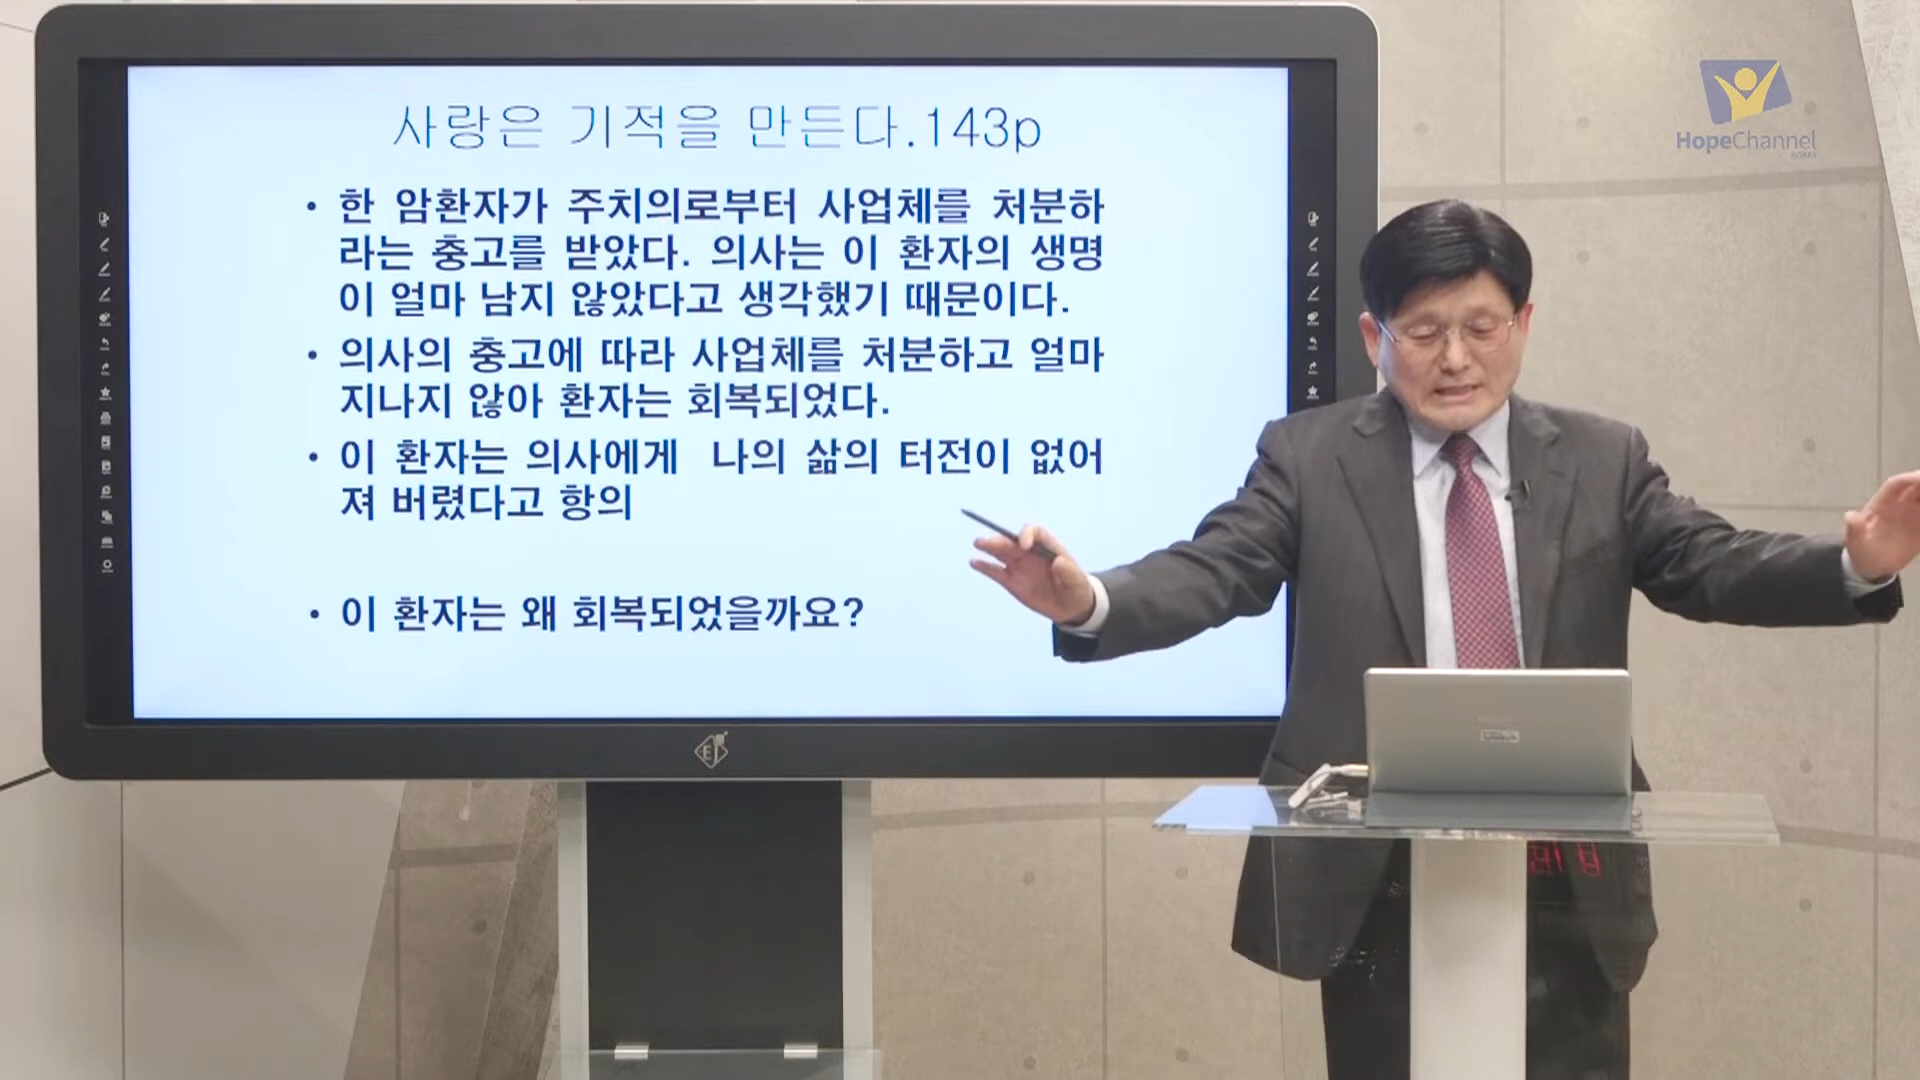 사랑은 기적을 만든다.143p
• 한 암환자가 주치의로부터 사업체를 처분하
라는 충고를 받았다. 의사는 이 환자의 생명
이 얼마 남지 않았다고 생각했기 때문이다.
• 의사의 충고에 따라 사업체를 처분하고 얼마
지나지 않아 환자는 회복되었다.
• 이 환자는 의사에게 나의 삶의 터전이 없어
져 버렸다고 항의
• 이 환자는 왜 회복되었을까요?
HopeChannel
KOREA